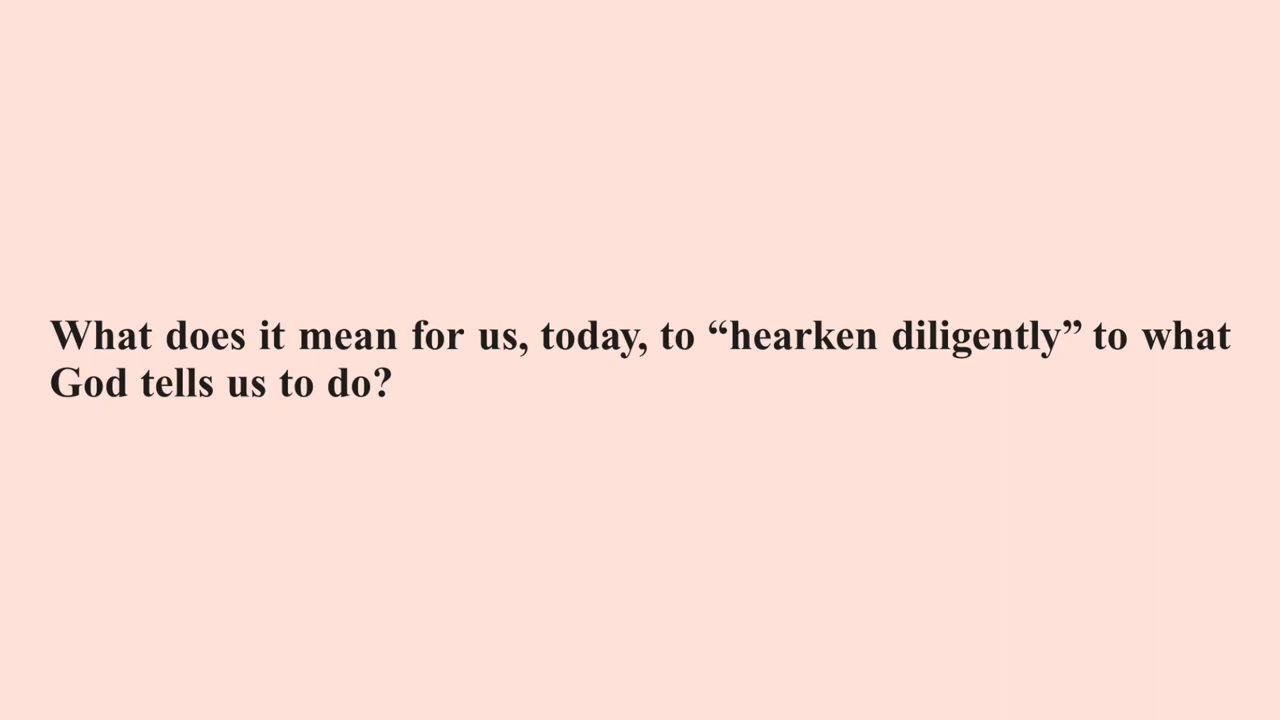 What does it mean for us, today, to “hearken diligently” to what
God tells us to do?